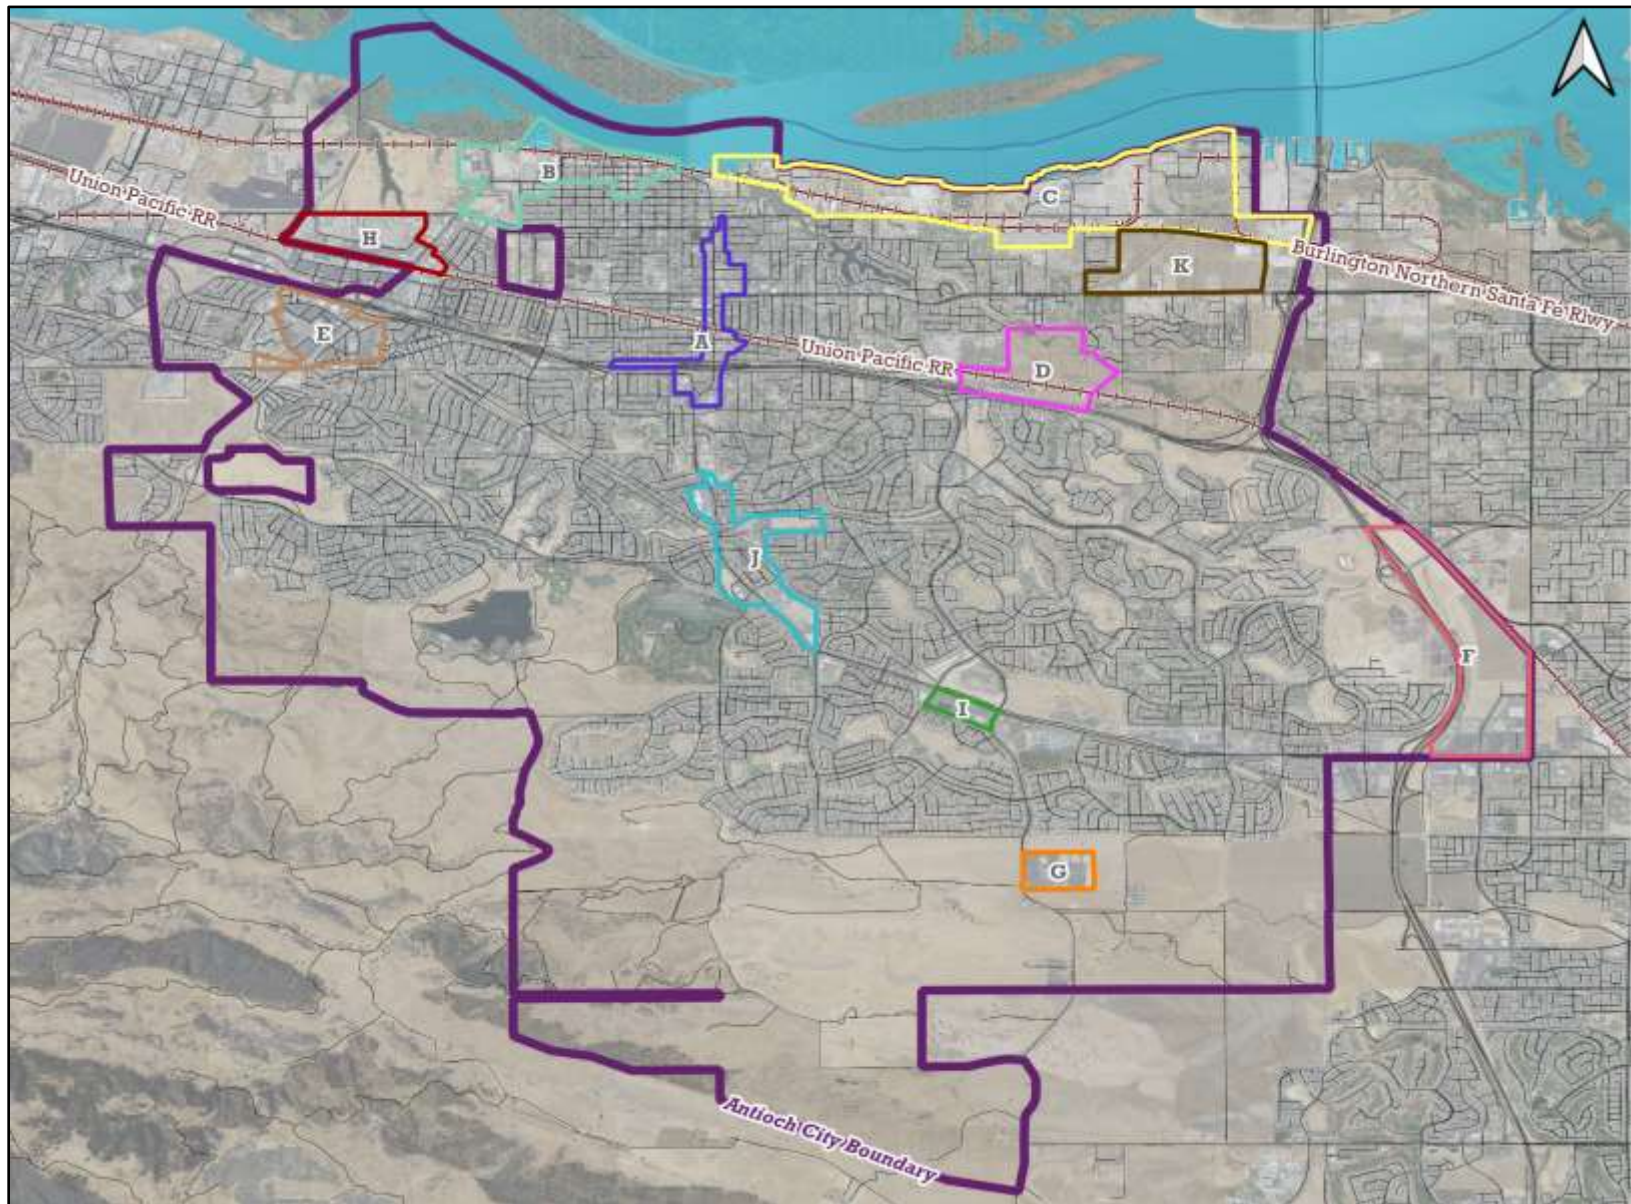 B
C
Union Pacific RR
H
K
Burlington Northern Santa Fe Rlwy
E
A
Union Pacific RR
D
J
F
I
G
Antioch City Boundary